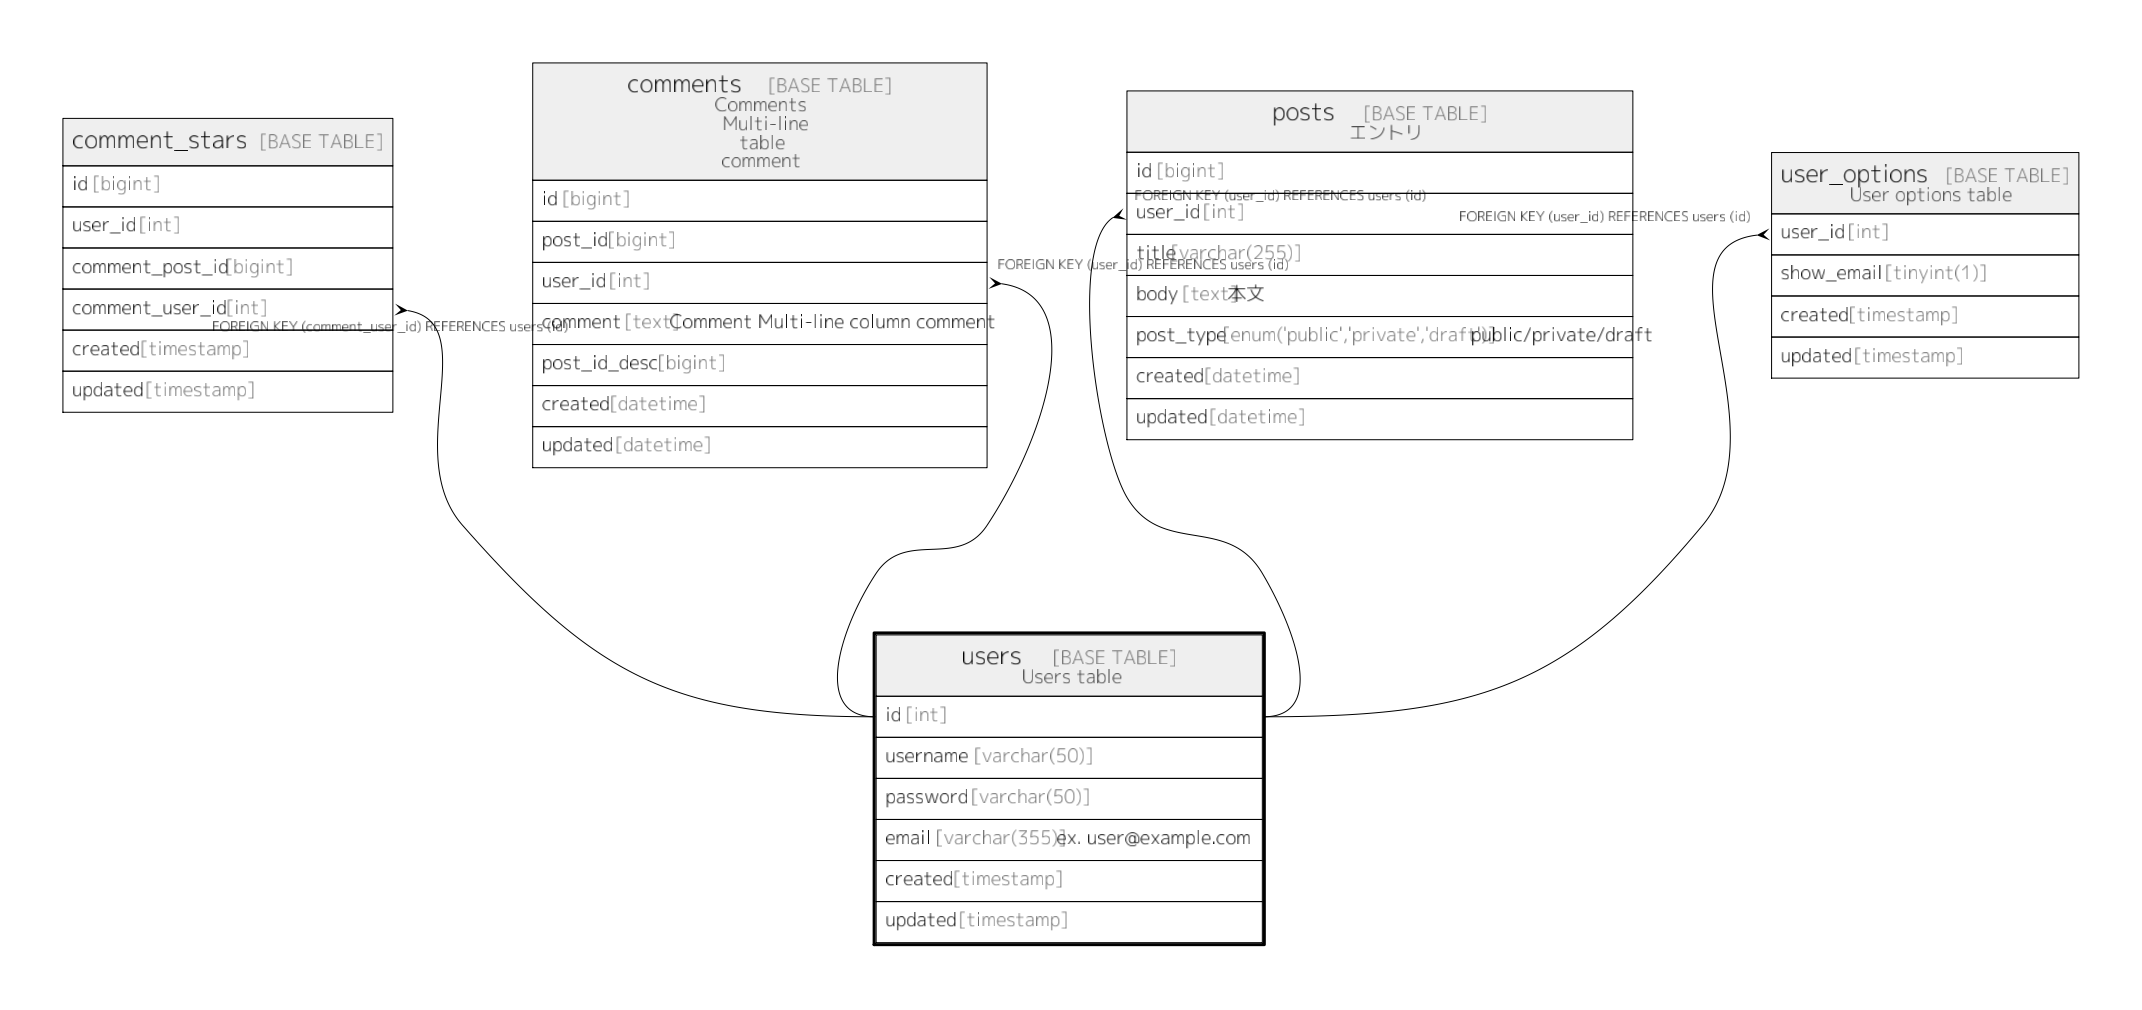 comment_stars [BASE TABLE]
id [bigint]
user_id [int]
comment_post_id [bigint]
comment_user_id [int]
FOREIGN KEY (comment_user_id) REFERENCES users (id)
created [timestamp]
updated [timestamp]
comments [BASE TABLE]
Comments
Multi-line
table
comment
id [bigint]
post_id [bigint]
user_id [int]
FOREIGN KEY (user_id) REFERENCES users (id)
comment [text] Comment Multi-line column comment
post_id_desc [bigint]
created [datetime]
updated [datetime]
posts [BASE TABLE]
エントリ
id [bigint]
FOREIGN KEY (user_id) REFERENCES users (id)
user_id [int]
title [varchar(255)]
body [text]本文
post_type [enum('public','private','draft')] public/private/draft
created [datetime]
updated [datetime]
user_options [BASE TABLE]
User options table
FOREIGN KEY (user_id) REFERENCES users (id)
user_id [int]
show_email [tinyint(1)]
created [timestamp]
updated [timestamp]
users [BASE TABLE]
Users table
id [int]
username [varchar(50)]
password [varchar(50)]
email [varchar(355)] ex. user@example.com
created [timestamp]
updated [timestamp]